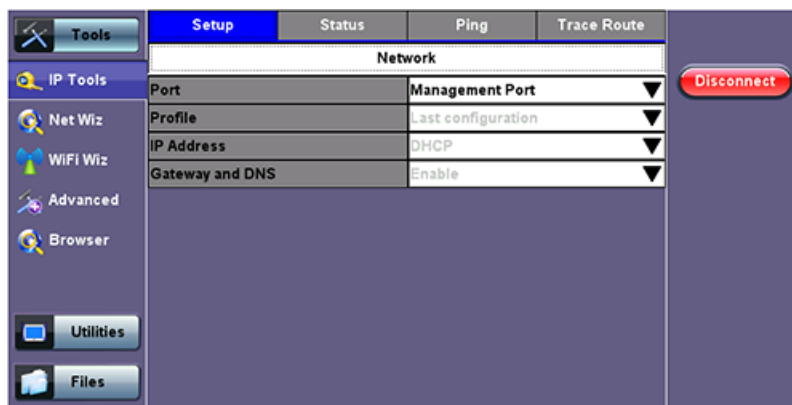 Tools
IP Tools
Net Wiz
WiFi Wiz
Advanced
Browser
Utilities
Files
Setup Status Ping Trace Route
Network
Port Management Port
Profile Last configuration
IP Address DHCP
Gateway and DNS Enable
Disconnect